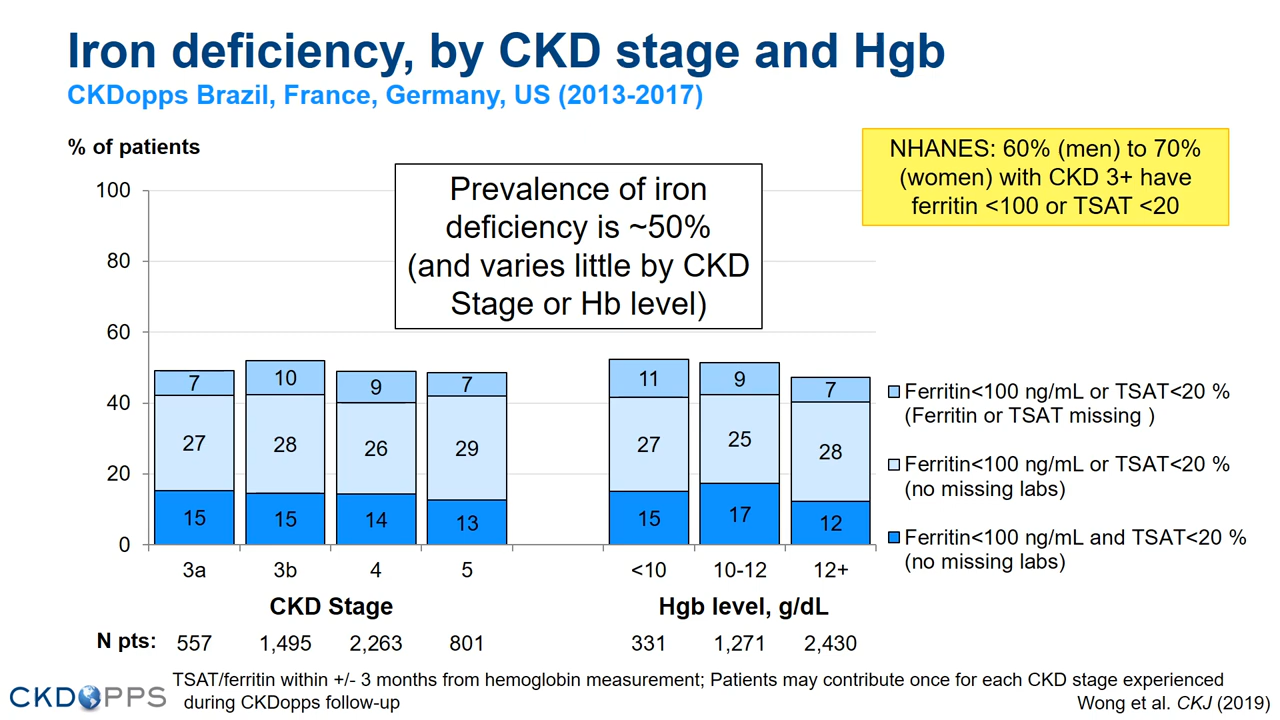 Iron deficiency, by CKD stage and Hgb
CKDopps Brazil, France, Germany, US (2013-2017)
% of patients
NHANES: 60% (men) to 70%
(women) with CKD 3+ have
ferritin <100 or TSAT <20
Prevalence of iron
deficiency is ~50%
(and varies little by CKD
Stage or Hb level)
100
80
60
40
20
0
7 10 9 7 11 9 7
27 28 26 29 27 25 28
15 15 14 13 15 17 12
Ferritin<100 ng/mL or TSAT<20 %
(Ferritin or TSAT missing )
Ferritin<100 ng/mL or TSAT<20 %
(no missing labs)
Ferritin<100 ng/mL and TSAT<20 %
(no missing labs)
3a 3b 4 5 <10 10-12 12+
CKD Stage Hgb level, g/dL
N pts: 557 1,495 2,263 801 331 1,271 2,430
TSAT/ferritin within +/- 3 months from hemoglobin measurement; Patients may contribute once for each CKD stage experienced
during CKDopps follow-up
CKDOPPS
Wong et al. CKJ (2019)